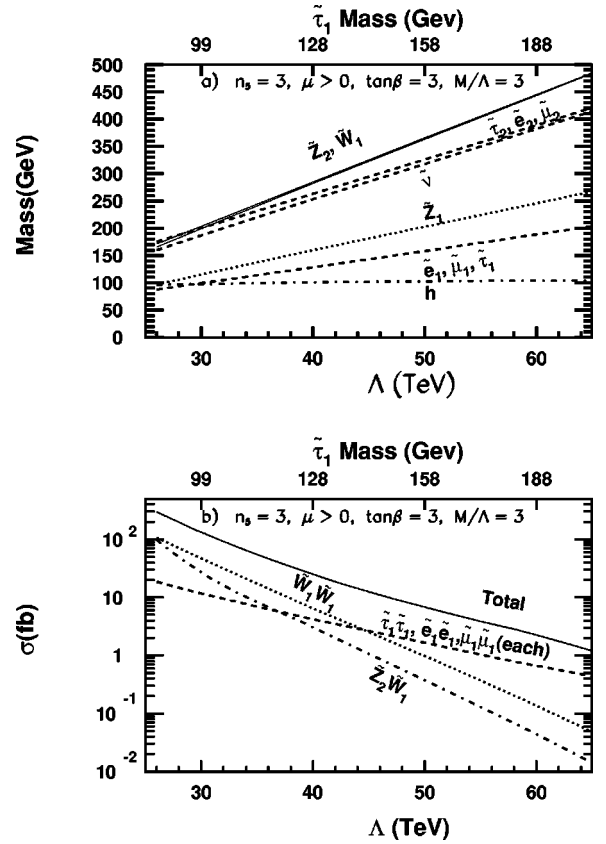 τ̃₁ Mass (Gev)
99 128 158 188
a) n₅ = 3, μ > 0, tanβ = 3, M/Λ = 3
500
450
400
350
300
250
200
150
100
50
0
Mass(GeV)
Z̃₂, W̃₁
τ̃₂, ẽ₂, μ̃₂
ṽ
Z̃₁
ẽ₁, μ̃₁, τ̃₁
h
30 40 50 60
Λ (TeV)
τ̃₁ Mass (Gev)
99 128 158 188
b) n₅ = 3, μ > 0, tanβ = 3, M/Λ = 3
10²
10
1
10⁻¹
10⁻²
σ(fb)
Total
W̃₁W̃₁
τ̃₁τ̃₁, ẽ₁ẽ₁, μ̃₁μ̃₁(each)
Z̃₂W̃₁
30 40 50 60
Λ (TeV)